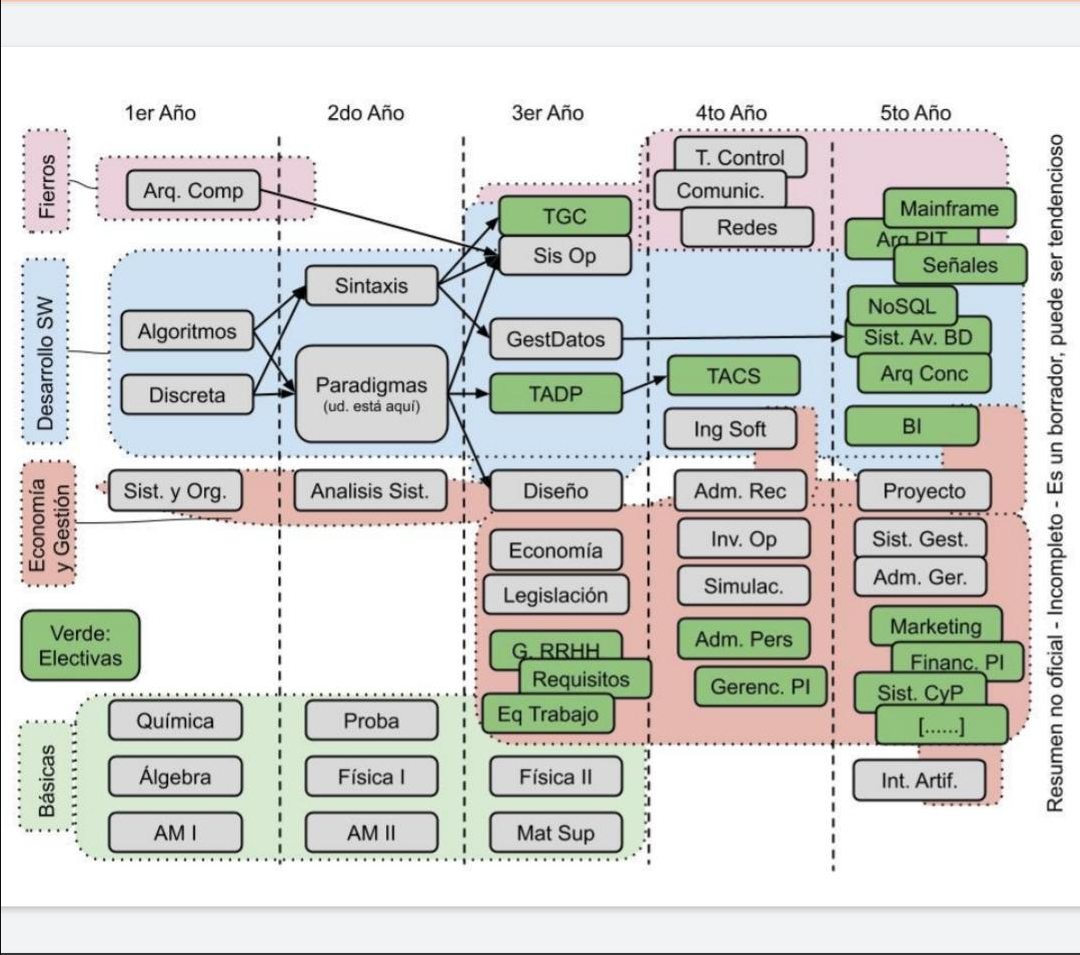 1er Año
2do Año
3er Año
4to Año
5to Año
Fierros
Arq. Comp
TGC
Sis Op
T. Control
Comunic.
Redes
Mainframe
Arq PIT
Señales
Desarrollo SW
Algoritmos
Discreta
Sintaxis
Paradigmas
(ud. está aquí)
GestDatos
TADP
TACS
Ing Soft
NoSQL
Sist. Av. BD
Arq Conc
BI
Economía
y Gestión
Sist. y Org.
Analisis Sist.
Diseño
Adm. Rec
Proyecto
Economía
Legislación
G. RRHH
Requisitos
Eq Trabajo
Inv. Op
Simulac.
Adm. Pers
Gerenc. PI
Sist. Gest.
Adm. Ger.
Marketing
Financ. PI
Sist. CyP
[......]
Int. Artif.
Verde:
Electivas
Básicas
Química
Proba
Álgebra
Física I
Física II
AM I
AM II
Mat Sup
Resumen no oficial - Incompleto - Es un borrador, puede ser tendencioso